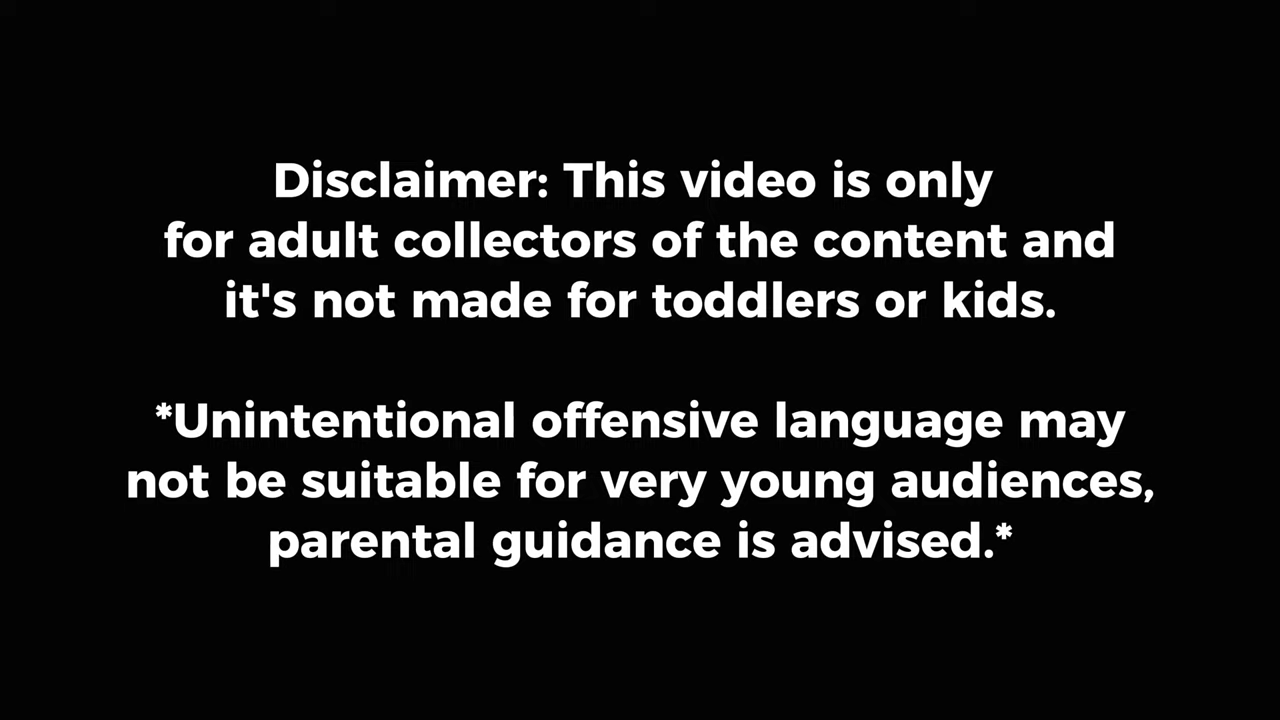 Disclaimer: This video is only
for adult collectors of the content and
it's not made for toddlers or kids.
*Unintentional offensive language may
not be suitable for very young audiences,
parental guidance is advised.*